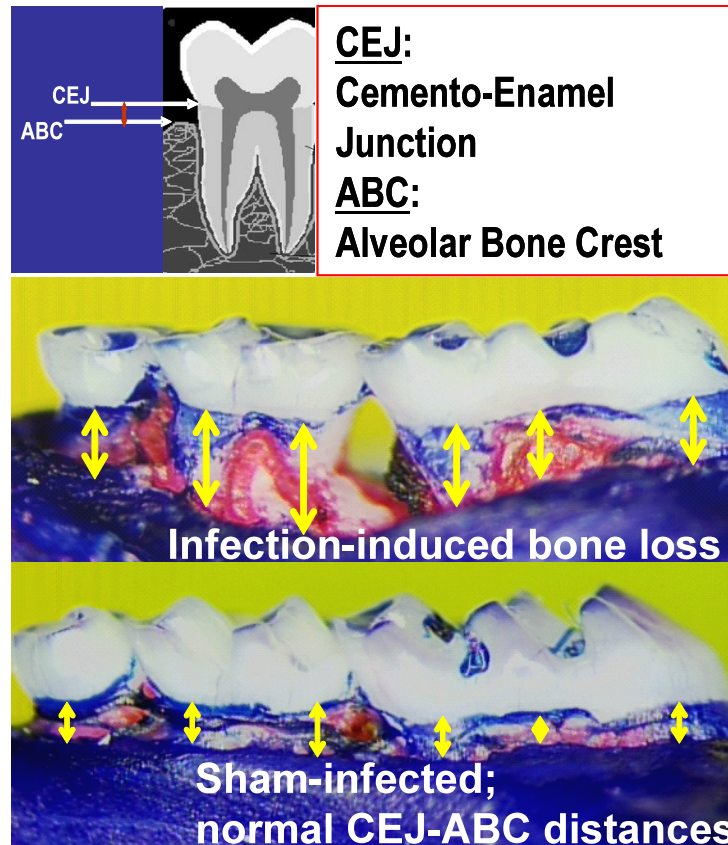 CEJ
ABC
CEJ:
Cemento-Enamel
Junction
ABC:
Alveolar Bone Crest
Infection-induced bone loss
Sham-infected;
normal CEJ-ABC distances